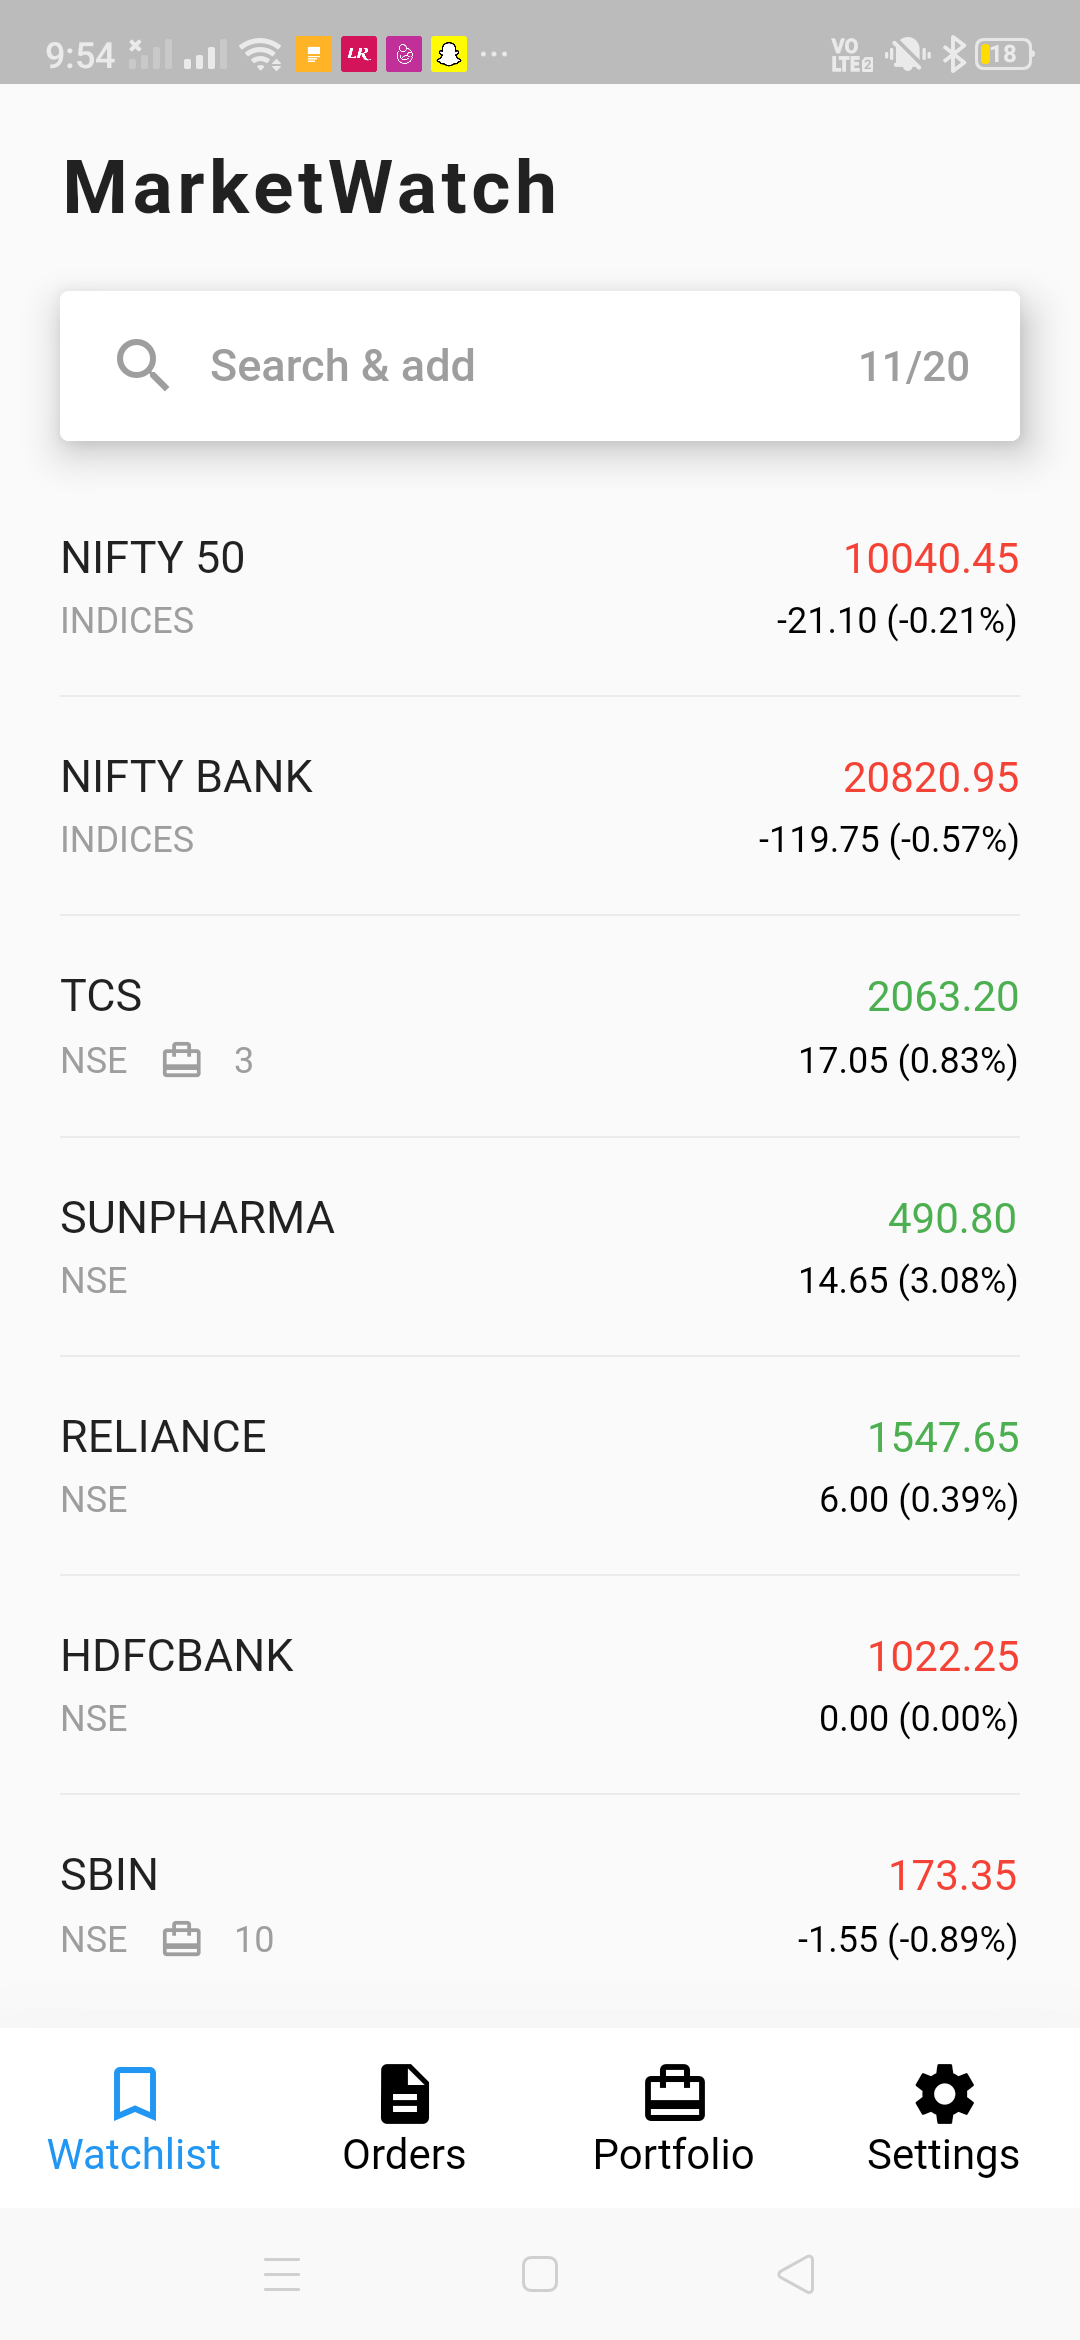 9:54 LR VO LTE2 18
MarketWatch
Search & add 11/20
NIFTY 50 10040.45
INDICES -21.10 (-0.21%)
NIFTY BANK 20820.95
INDICES -119.75 (-0.57%)
TCS 2063.20
NSE 3 17.05 (0.83%)
SUNPHARMA 490.80
NSE 14.65 (3.08%)
RELIANCE 1547.65
NSE 6.00 (0.39%)
HDFCBANK 1022.25
NSE 0.00 (0.00%)
SBIN 173.35
NSE 10 -1.55 (-0.89%)
Watchlist Orders Portfolio Settings